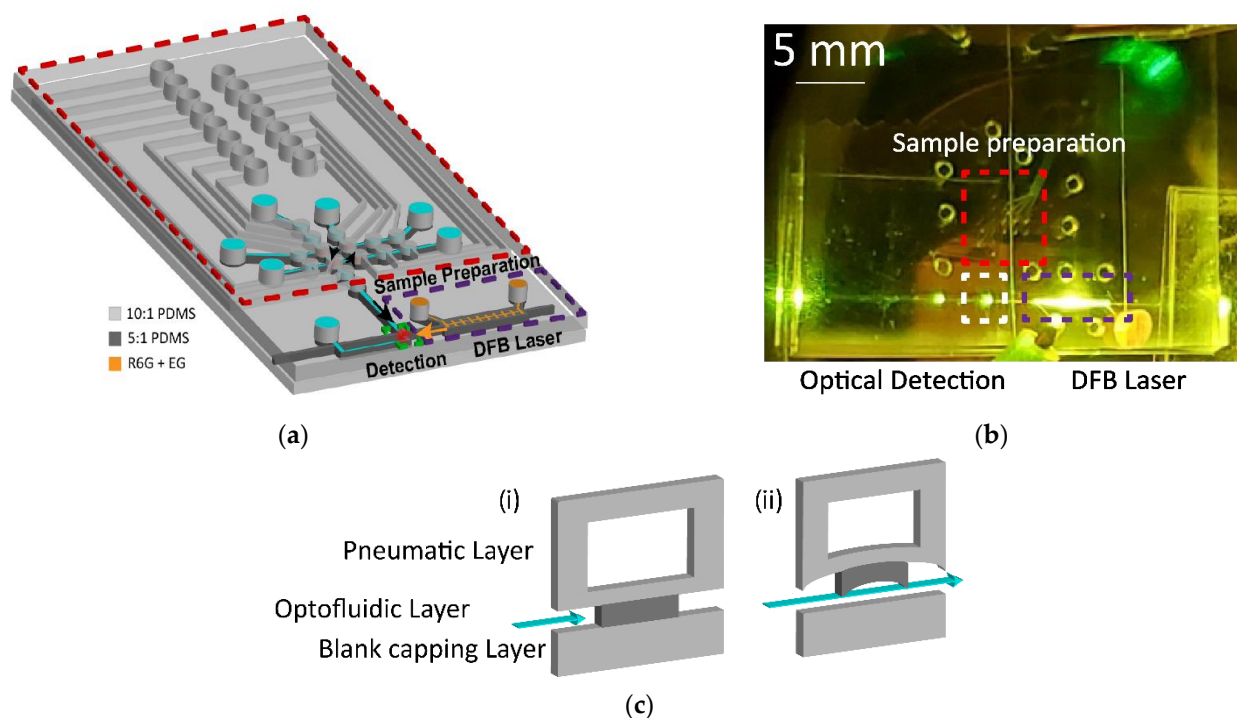 5 mm
Sample preparation
Sample Preparation
10:1 PDMS
5:1 PDMS
R6G + EG
Detection
DFB Laser
Optical Detection
DFB Laser
(a)
(b)
(i)
(ii)
Pneumatic Layer
Optofluidic Layer
Blank capping Layer
(c)